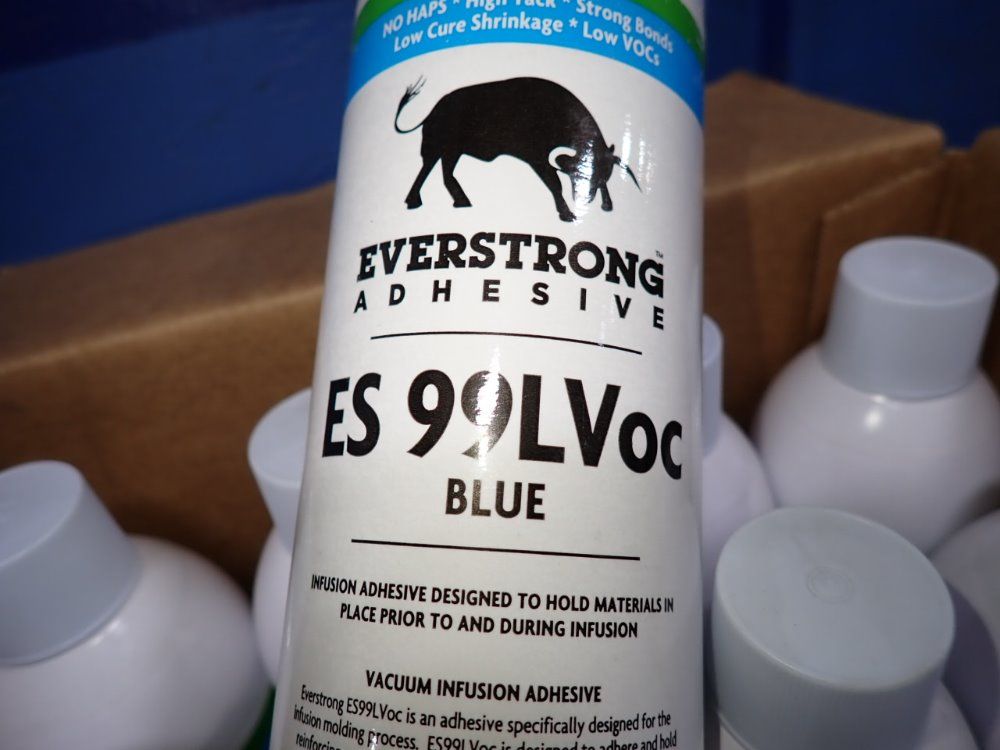 NO HAPS * High Tack * Strong Bonds
Low Cure Shrinkage * Low VOCs
EVERSTRONG™
ADHESIVE
ES 99LVoc
BLUE
INFUSION ADHESIVE DESIGNED TO HOLD MATERIALS IN
PLACE PRIOR TO AND DURING INFUSION
VACUUM INFUSION ADHESIVE
Everstrong ES99LVoc is an adhesive specifically designed for the
infusion molding process. ES99LVoc is designed to adhere and hold